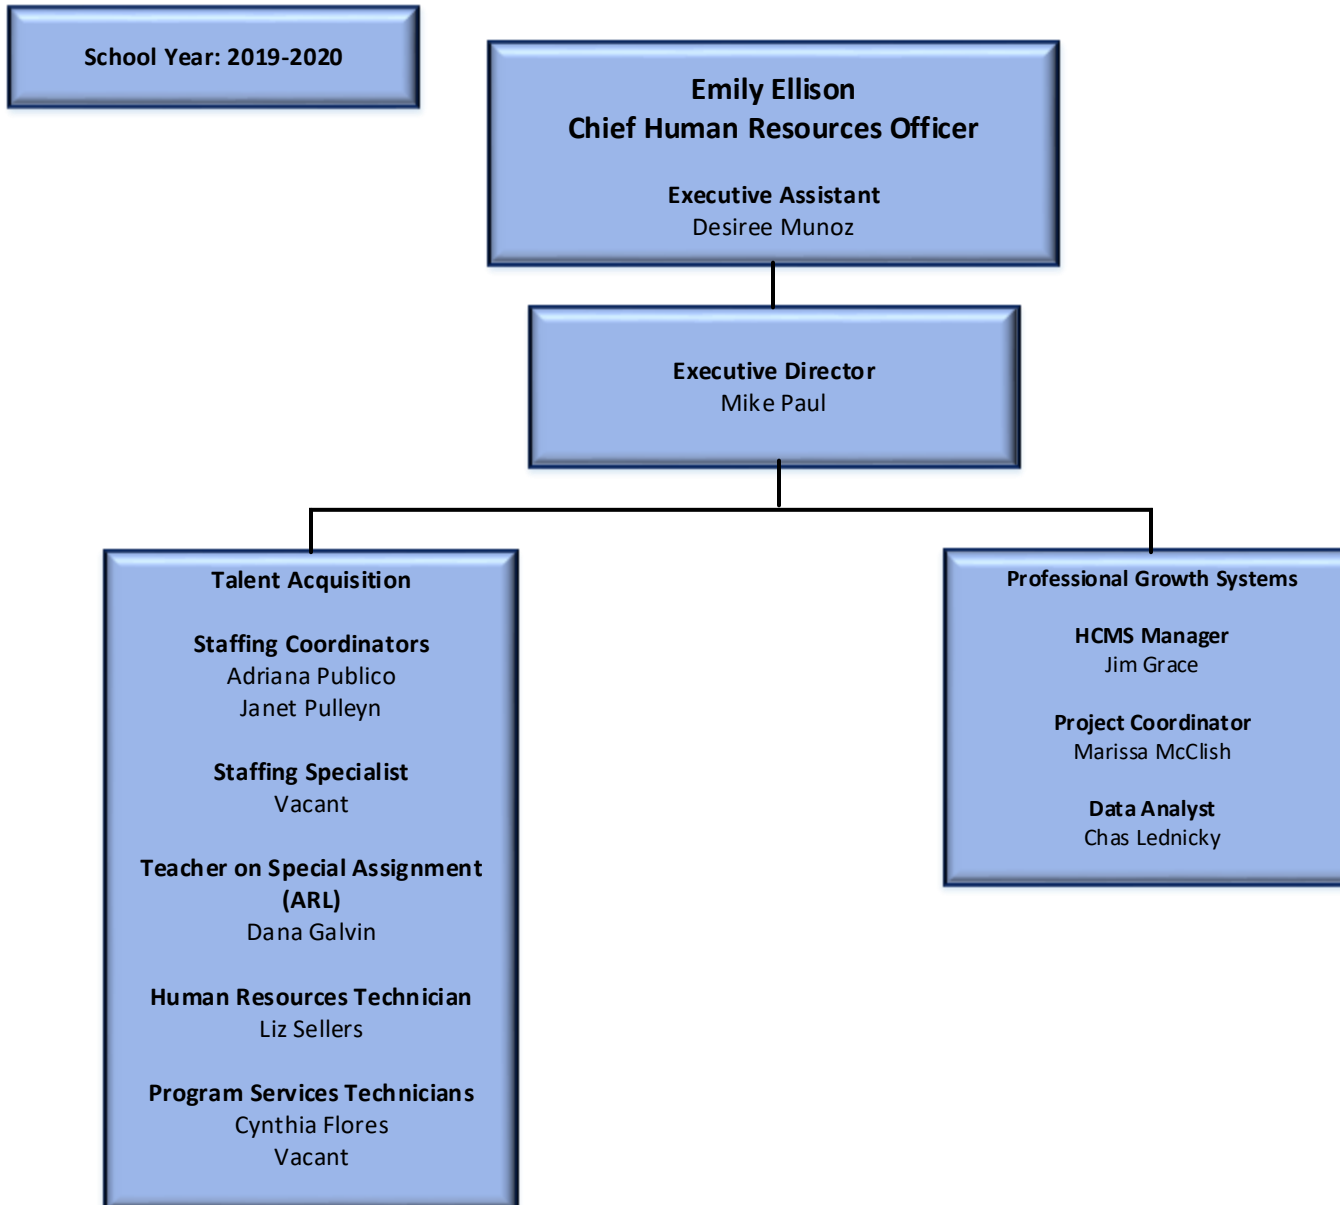 School Year: 2019-2020
Emily Ellison
Chief Human Resources Officer
Executive Assistant
Desiree Munoz
Executive Director
Mike Paul
Talent Acquisition
Staffing Coordinators
Adriana Publico
Janet Pulleyn
Staffing Specialist
Vacant
Teacher on Special Assignment
(ARL)
Dana Galvin
Human Resources Technician
Liz Sellers
Program Services Technicians
Cynthia Flores
Vacant
Professional Growth Systems
HCMS Manager
Jim Grace
Project Coordinator
Marissa McClish
Data Analyst
Chas Lednicky